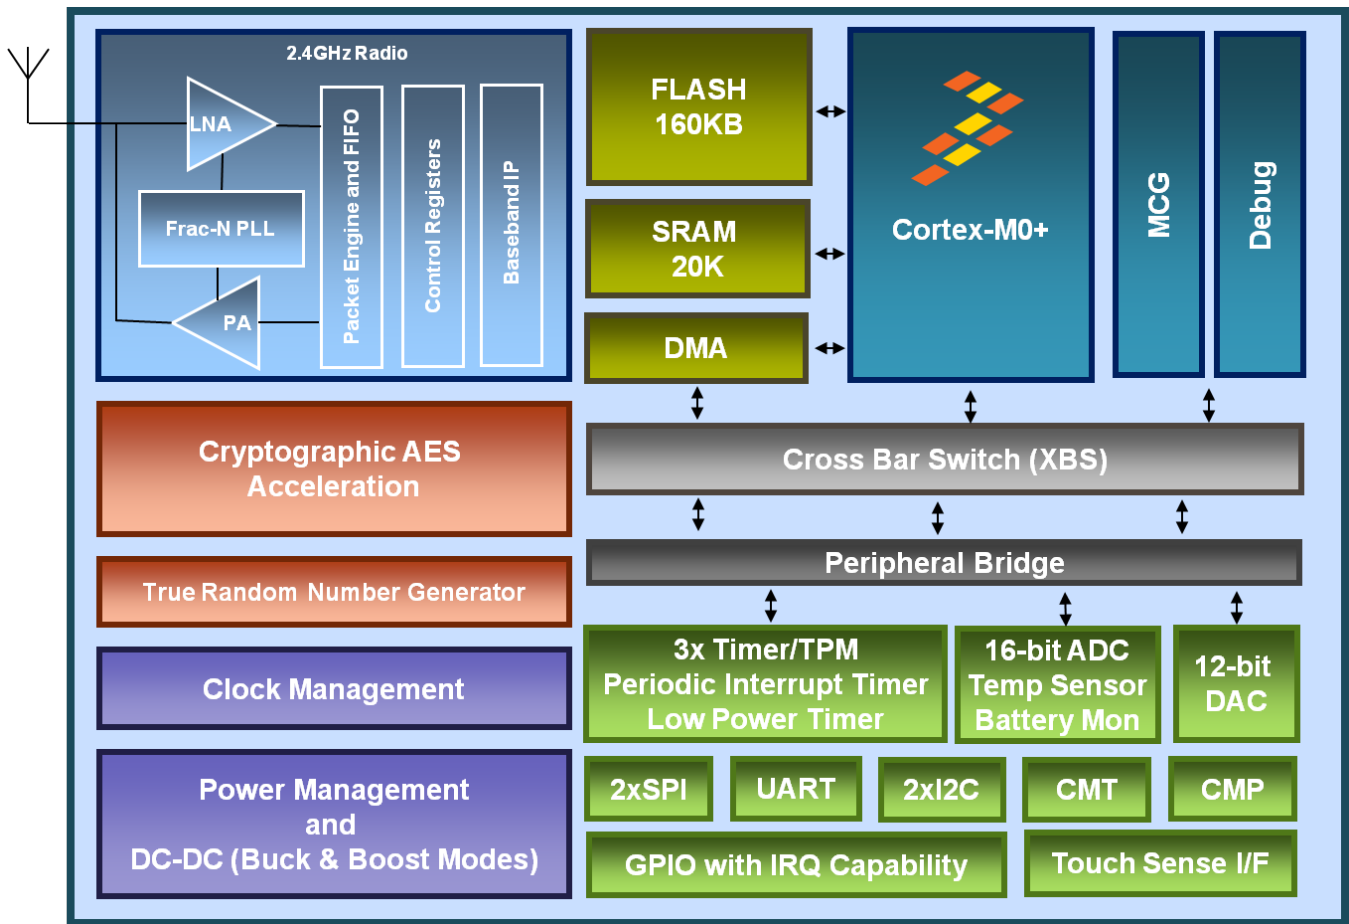 2.4GHz Radio
LNA
Frac-N PLL
PA
Packet Engine and FIFO
Control Registers
Baseband IP
FLASH
160KB
SRAM
20K
DMA
Cortex-M0+
MCG
Debug
Cryptographic AES
Acceleration
True Random Number Generator
Clock Management
Power Management
and
DC-DC (Buck & Boost Modes)
Cross Bar Switch (XBS)
Peripheral Bridge
3x Timer/TPM
Periodic Interrupt Timer
Low Power Timer
16-bit ADC
Temp Sensor
Battery Mon
12-bit
DAC
2xSPI
UART
2xI2C
CMT
CMP
GPIO with IRQ Capability
Touch Sense I/F